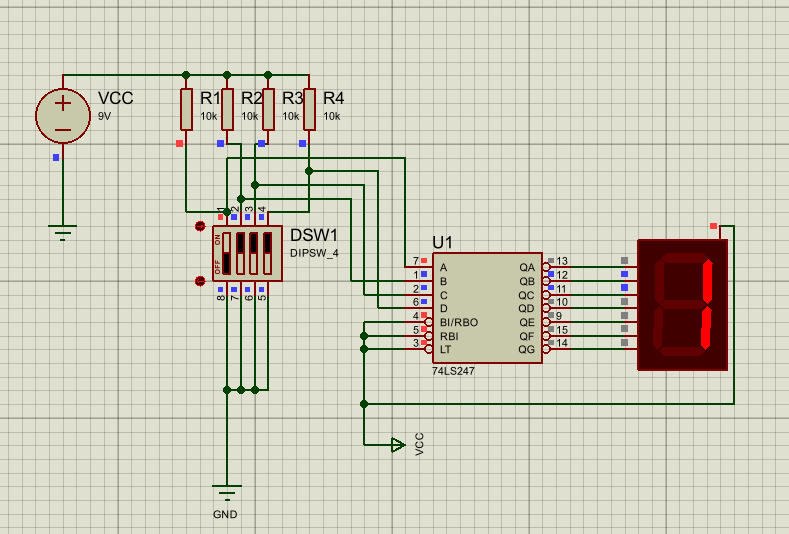 VCC
9V
R1
10k
R2
10k
R3
10k
R4
10k
1
2
3
4
ON
OFF
DSW1
DIPSW_4
8
7
6
5
GND
U1
7
A
QA
13
1
B
QB
12
2
C
QC
11
6
D
QD
10
4
BI/RBO
QE
9
5
RBI
QF
15
3
LT
QG
14
74LS247
VCC